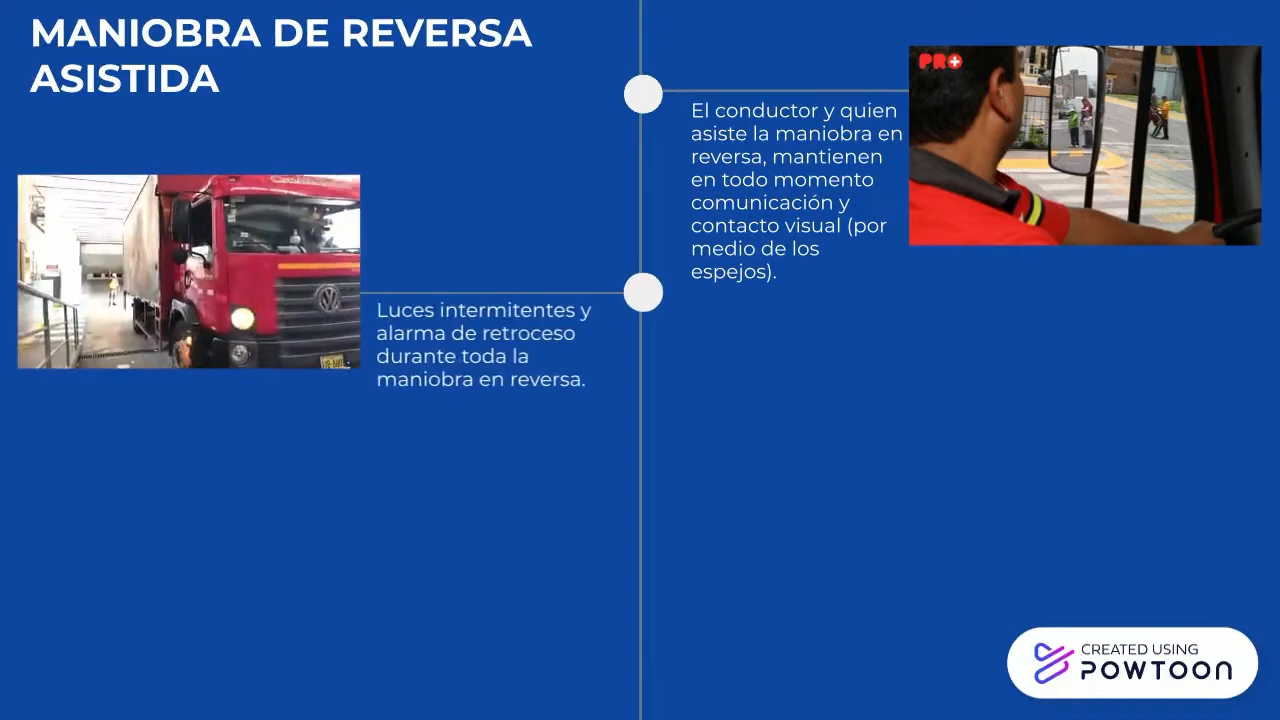 MANIOBRA DE REVERSA
ASISTIDA
PRO+
El conductor y quien
asiste la maniobra en
reversa, mantienen
en todo momento
comunicación y
contacto visual (por
medio de los
espejos).
Luces intermitentes y
alarma de retroceso
durante toda la
maniobra en reversa.
CREATED USING
POWTOON